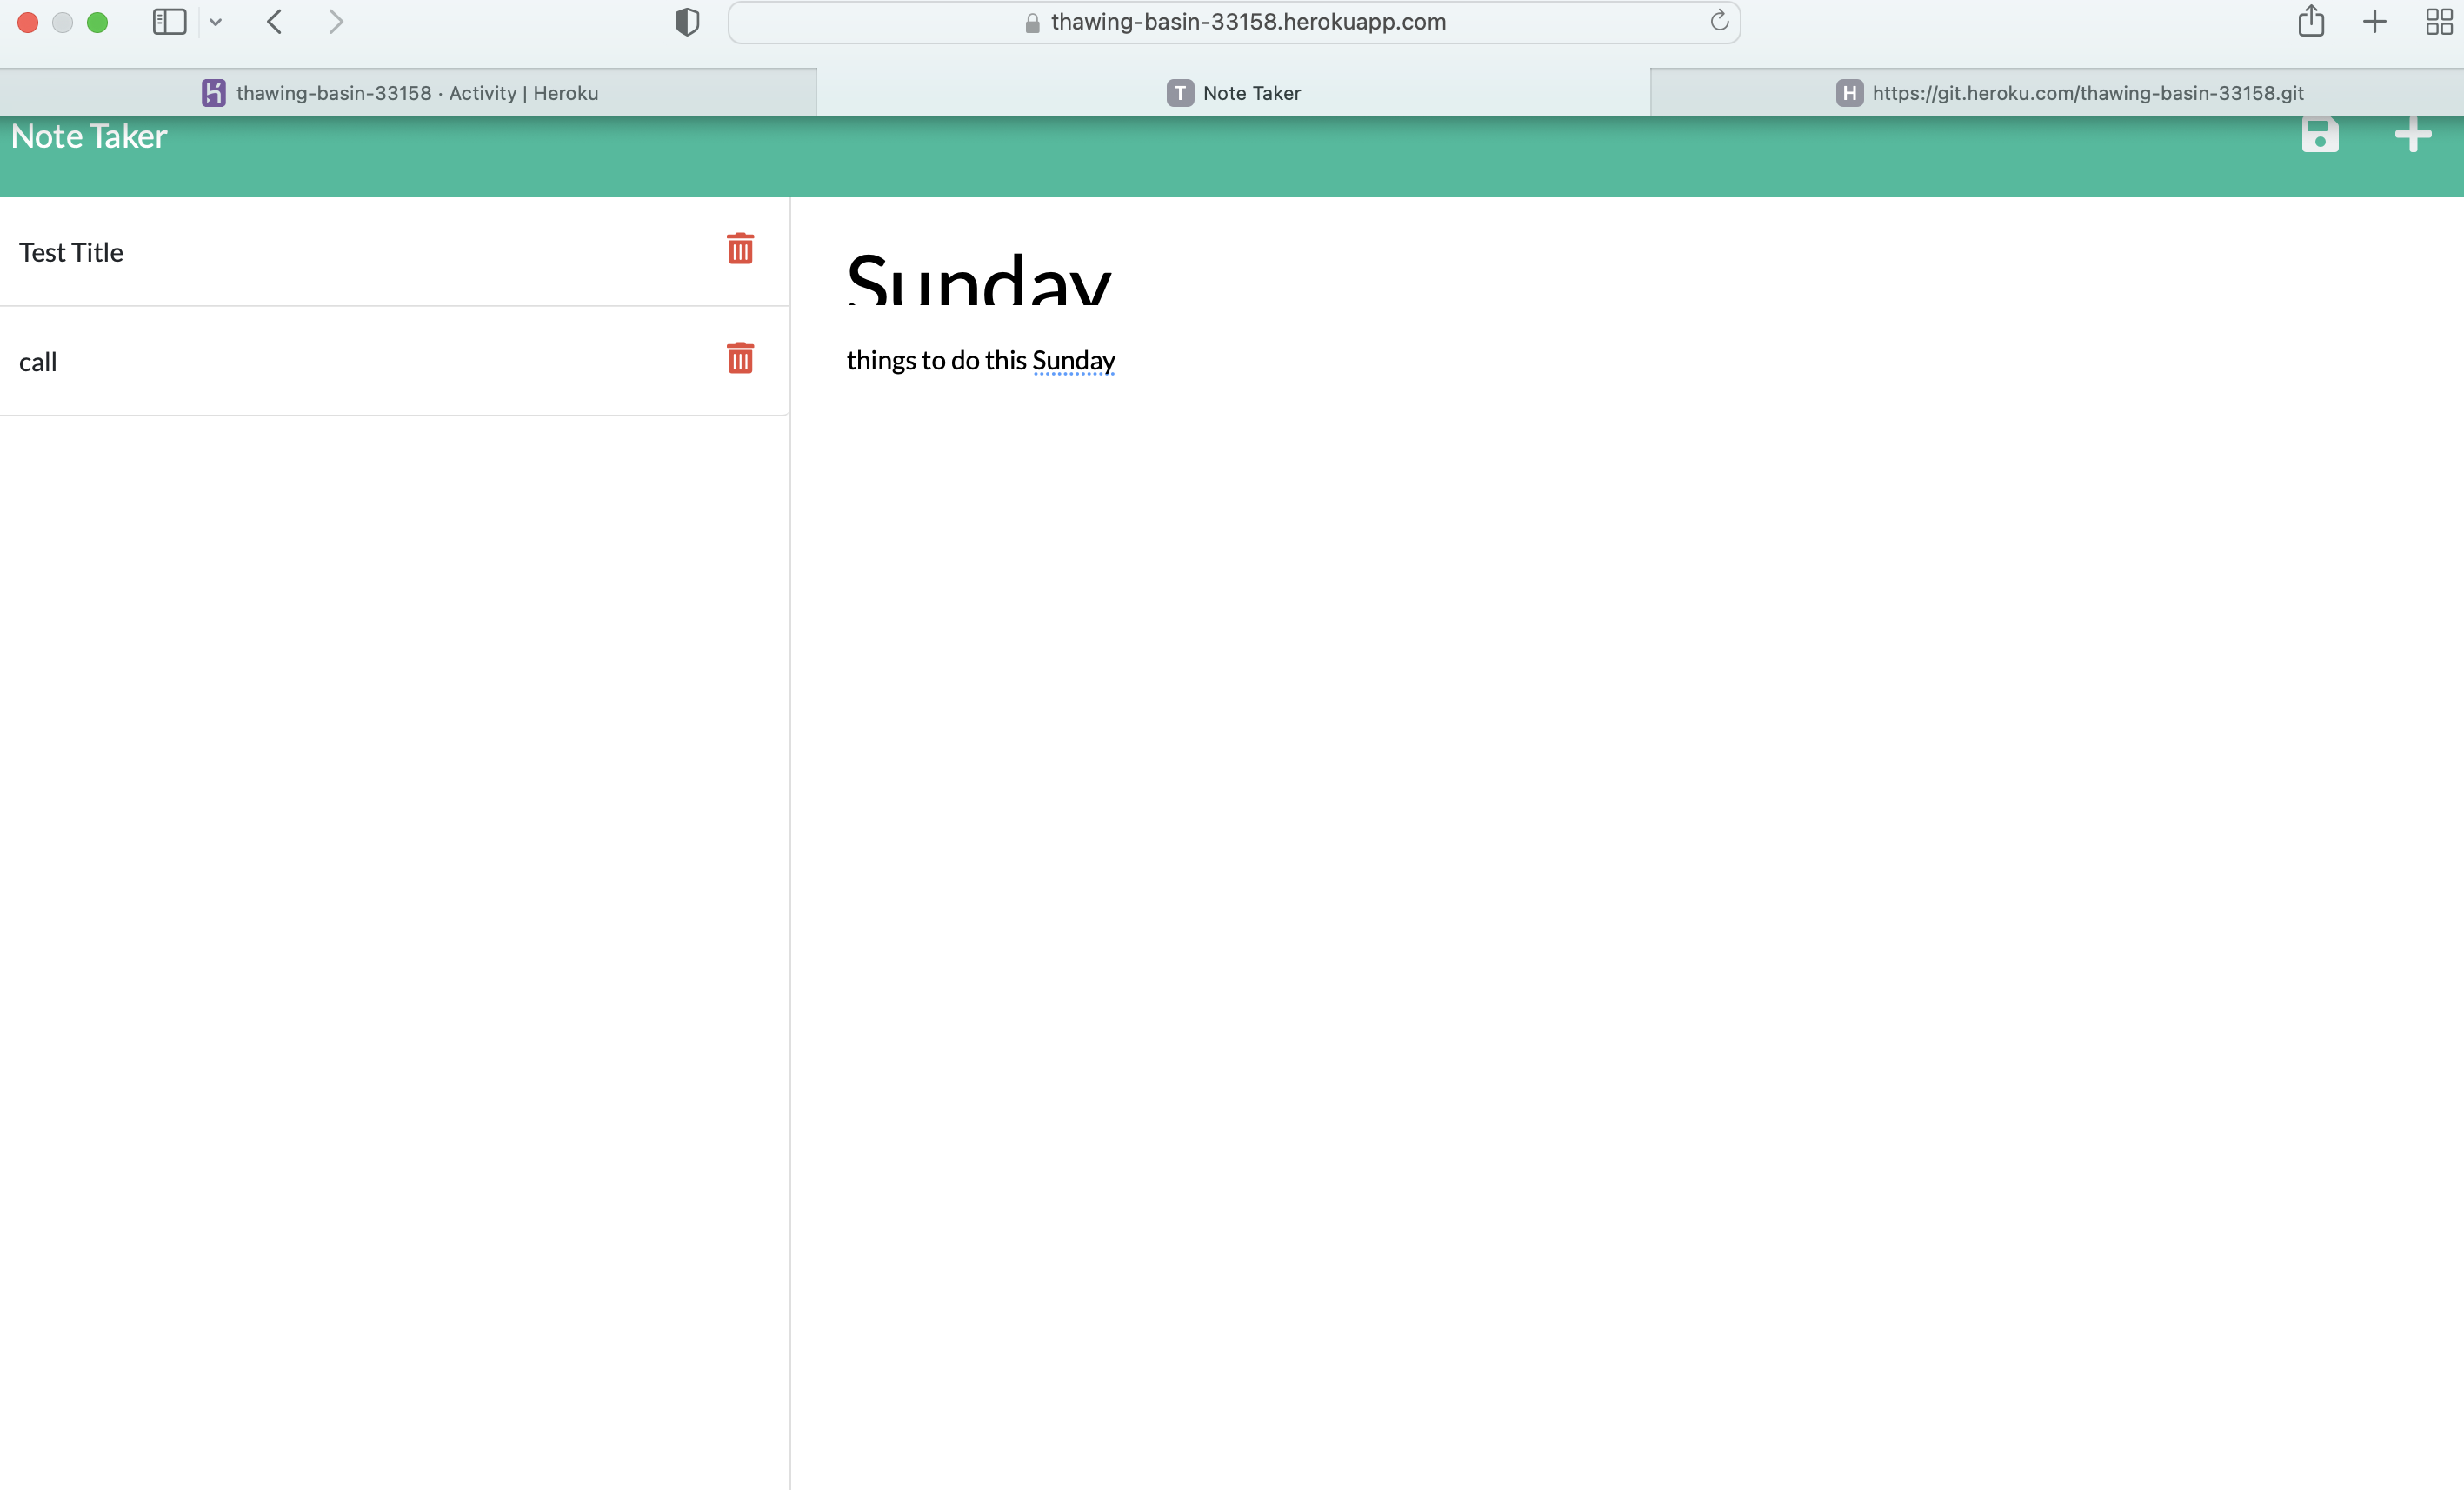 thawing-basin-33158.herokuapp.com
thawing-basin-33158 · Activity | Heroku
T Note Taker
H https://git.heroku.com/thawing-basin-33158.git
Note Taker
Test Title
call
Sunday
things to do this Sunday